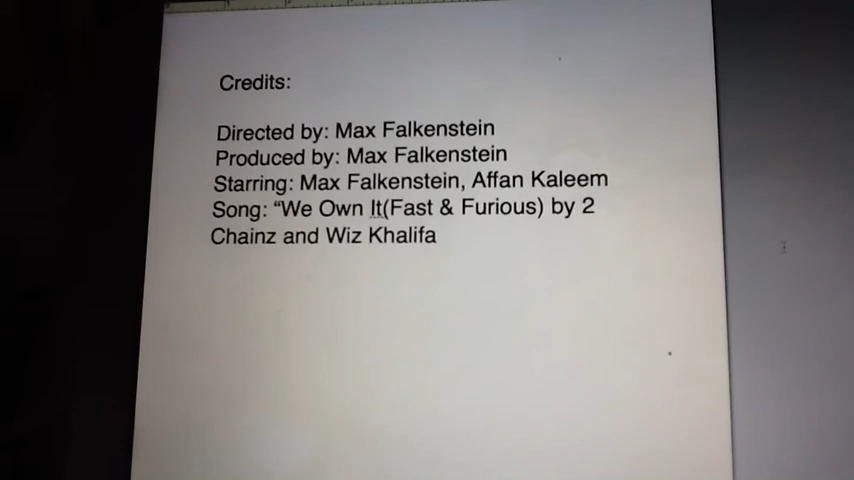 Credits:
Directed by: Max Falkenstein
Produced by: Max Falkenstein
Starring: Max Falkenstein, Affan Kaleem
Song: “We Own It(Fast & Furious) by 2
Chainz and Wiz Khalifa